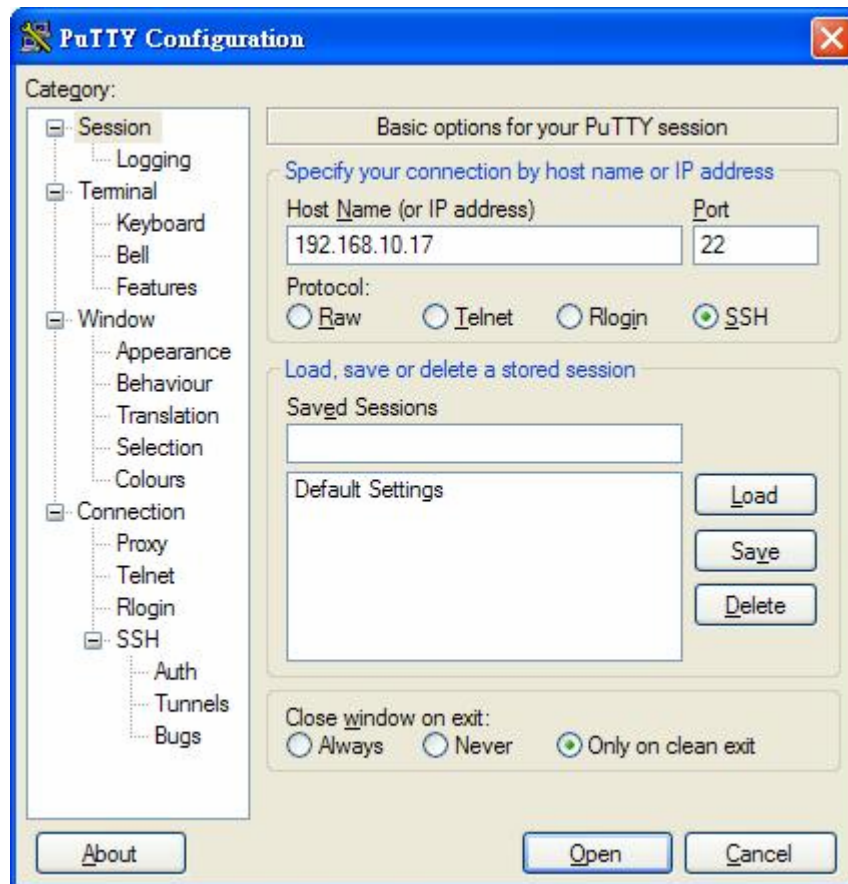 PuTTY Configuration
Category:
Session
Logging
Terminal
Keyboard
Bell
Features
Window
Appearance
Behaviour
Translation
Selection
Colours
Connection
Proxy
Telnet
Rlogin
SSH
Auth
Tunnels
Bugs
Basic options for your PuTTY session
Specify your connection by host name or IP address
Host Name (or IP address) Port
192.168.10.17 22
Protocol:
Raw Telnet Rlogin SSH
Load, save or delete a stored session
Saved Sessions
Default Settings
Load
Save
Delete
Close window on exit:
Always Never Only on clean exit
About Open Cancel